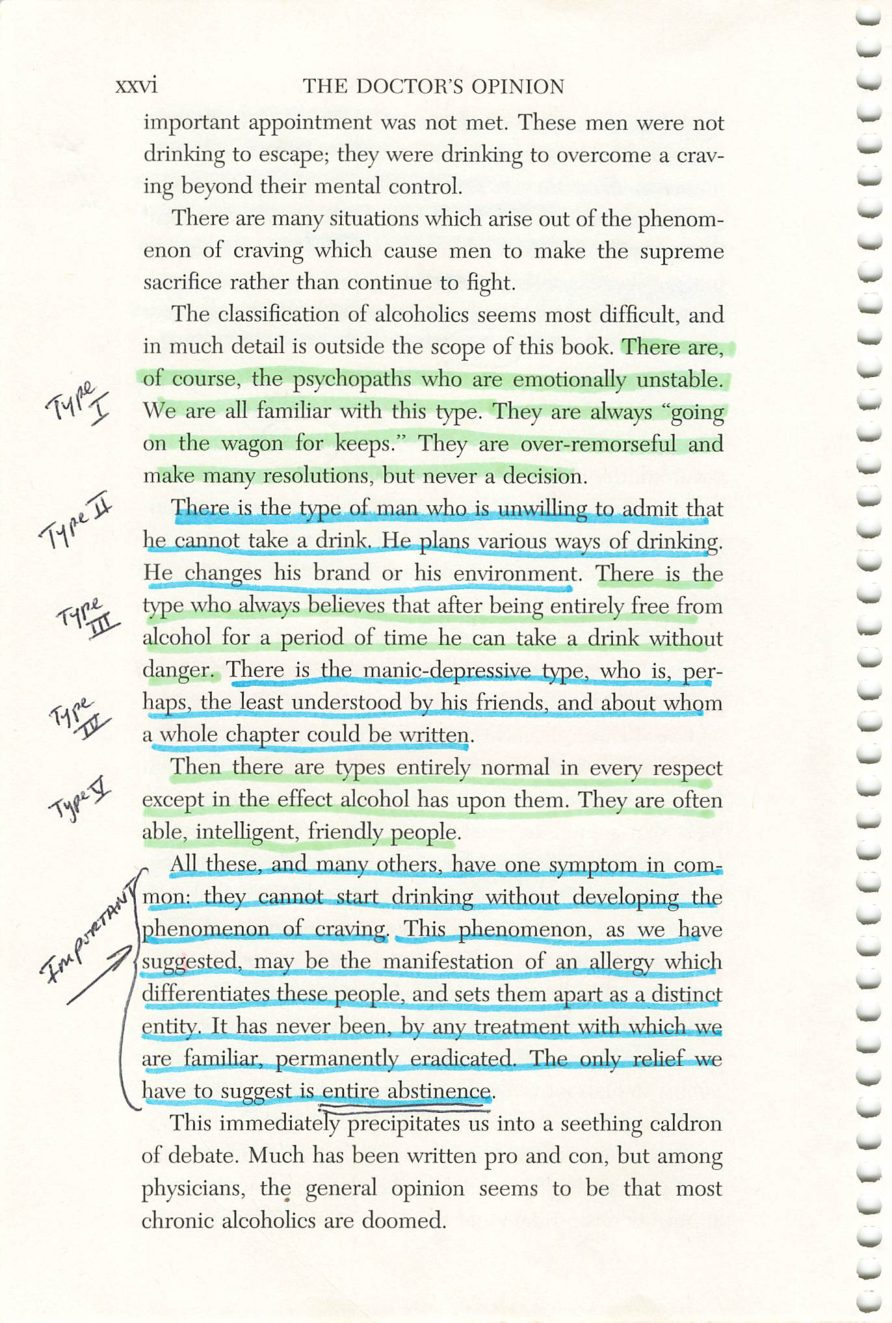 xxvi THE DOCTOR'S OPINION
important appointment was not met. These men were not
drinking to escape; they were drinking to overcome a crav-
ing beyond their mental control.
There are many situations which arise out of the phenom-
enon of craving which cause men to make the supreme
sacrifice rather than continue to fight.
The classification of alcoholics seems most difficult, and
in much detail is outside the scope of this book. There are,
of course, the psychopaths who are emotionally unstable.
Type I
We are all familiar with this type. They are always “going
on the wagon for keeps.” They are over-remorseful and
make many resolutions, but never a decision.
Type II
There is the type of man who is unwilling to admit that
he cannot take a drink. He plans various ways of drinking.
He changes his brand or his environment. There is the
Type III
type who always believes that after being entirely free from
alcohol for a period of time he can take a drink without
danger. There is the manic-depressive type, who is, per-
Type IV
haps, the least understood by his friends, and about whom
a whole chapter could be written.
Then there are types entirely normal in every respect
Type V
except in the effect alcohol has upon them. They are often
able, intelligent, friendly people.
All these, and many others, have one symptom in com-
mon: they cannot start drinking without developing the
IMPORTANT
phenomenon of craving. This phenomenon, as we have
suggested, may be the manifestation of an allergy which
differentiates these people, and sets them apart as a distinct
entity. It has never been, by any treatment with which we
are familiar, permanently eradicated. The only relief we
have to suggest is entire abstinence.
This immediately precipitates us into a seething caldron
of debate. Much has been written pro and con, but among
physicians, the general opinion seems to be that most
chronic alcoholics are doomed.